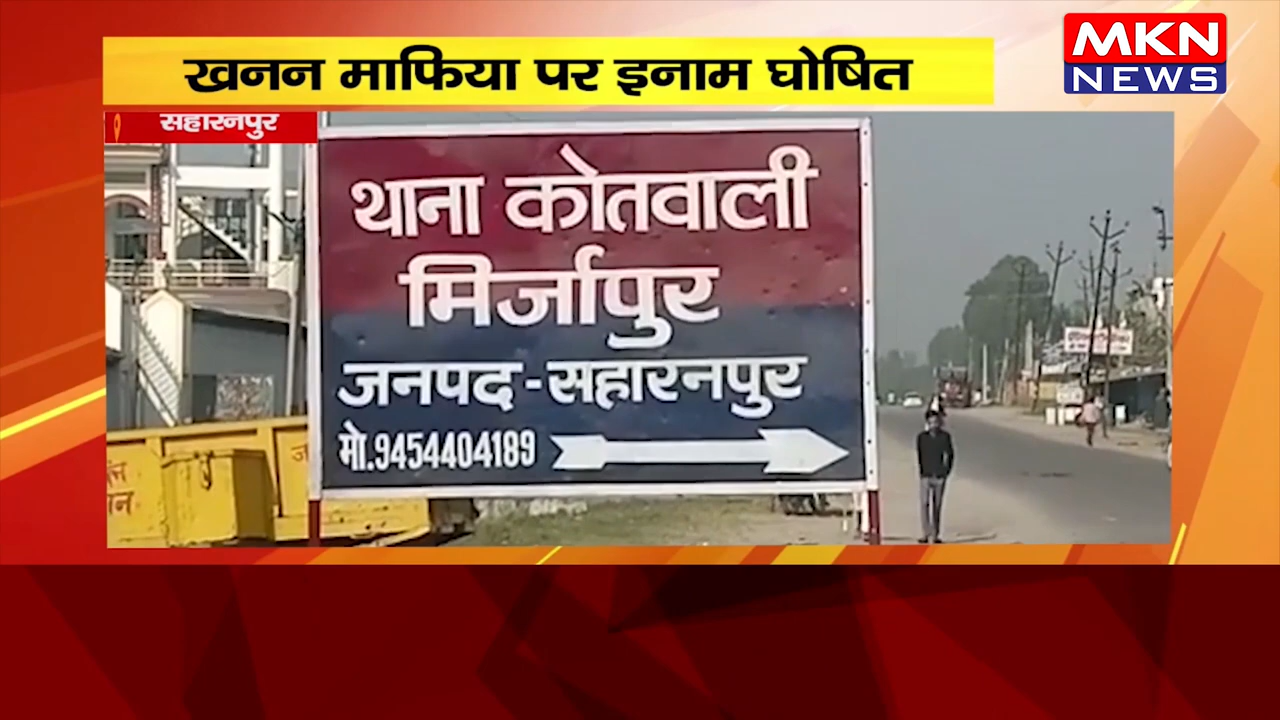 खनन माफिया पर इनाम घोषित
MKN
NEWS
सहारनपुर
थाना कोतवाली
मिर्जापुर
जनपद-सहारनपुर
मो.9454404189